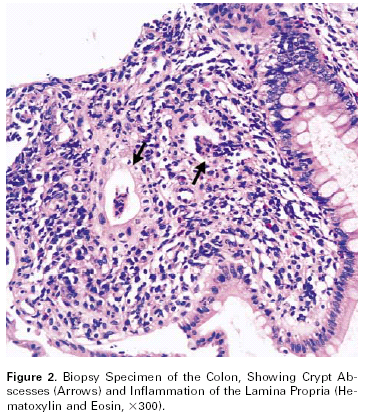 Figure 2. Biopsy Specimen of the Colon, Showing Crypt Ab-
scesses (Arrows) and Inflammation of the Lamina Propria (He-
matoxylin and Eosin, ×300).